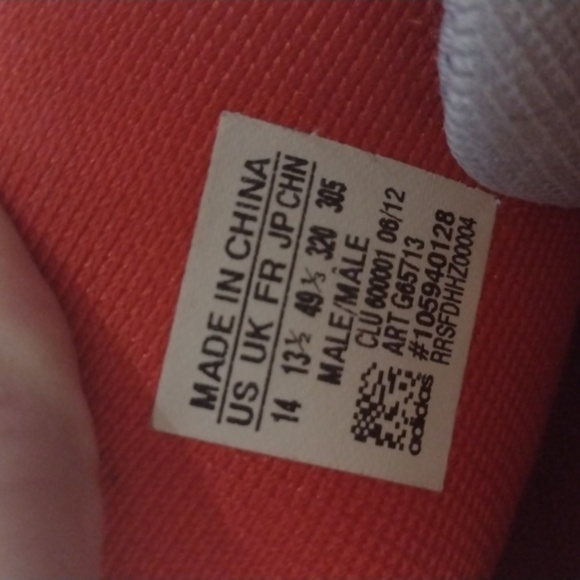 MADE IN CHINA
US UK FR JP CHN
14 13½ 49⅓ 320 305
MALE/MÂLE
CLU 600001 06/12
ART G65713
#105940128
RRSFDHHZ00004
adidas